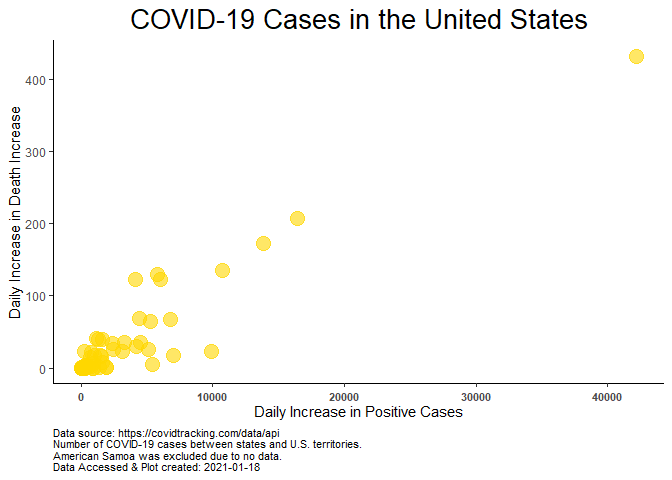 COVID-19 Cases in the United States
Daily Increase in Death Increase
400
300
200
100
0
0
10000
20000
30000
40000
Daily Increase in Positive Cases
Data source: https://covidtracking.com/data/api
Number of COVID-19 cases between states and U.S. territories.
American Samoa was excluded due to no data.
Data Accessed & Plot created: 2021-01-18